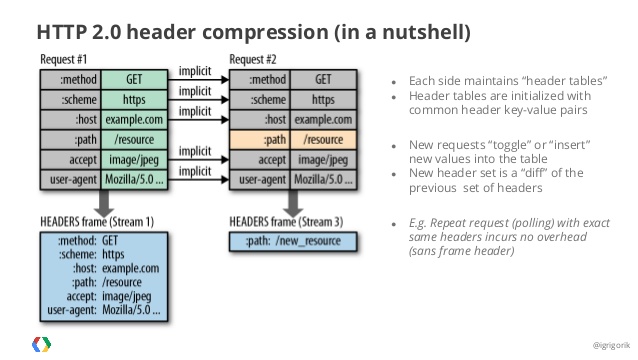 HTTP 2.0 header compression (in a nutshell)
Request #1
Request #2
:method GET implicit :method GET
:scheme https implicit :scheme https
:host example.com implicit :host example.com
:path /resource :path /resource
accept image/jpeg implicit accept image/jpeg
user-agent Mozilla/5.0 ... implicit user-agent Mozilla/5.0 ...
HEADERS frame (Stream 1)
:method: GET
:scheme: https
:host: example.com
:path: /resource
accept: image/jpeg
user-agent: Mozilla/5.0 ...
HEADERS frame (Stream 3)
:path: /new_resource
● Each side maintains “header tables”
● Header tables are initialized with
common header key-value pairs
● New requests “toggle” or “insert”
new values into the table
● New header set is a “diff” of the
previous set of headers
● E.g. Repeat request (polling) with exact
same headers incurs no overhead
(sans frame header)
@igrigorik